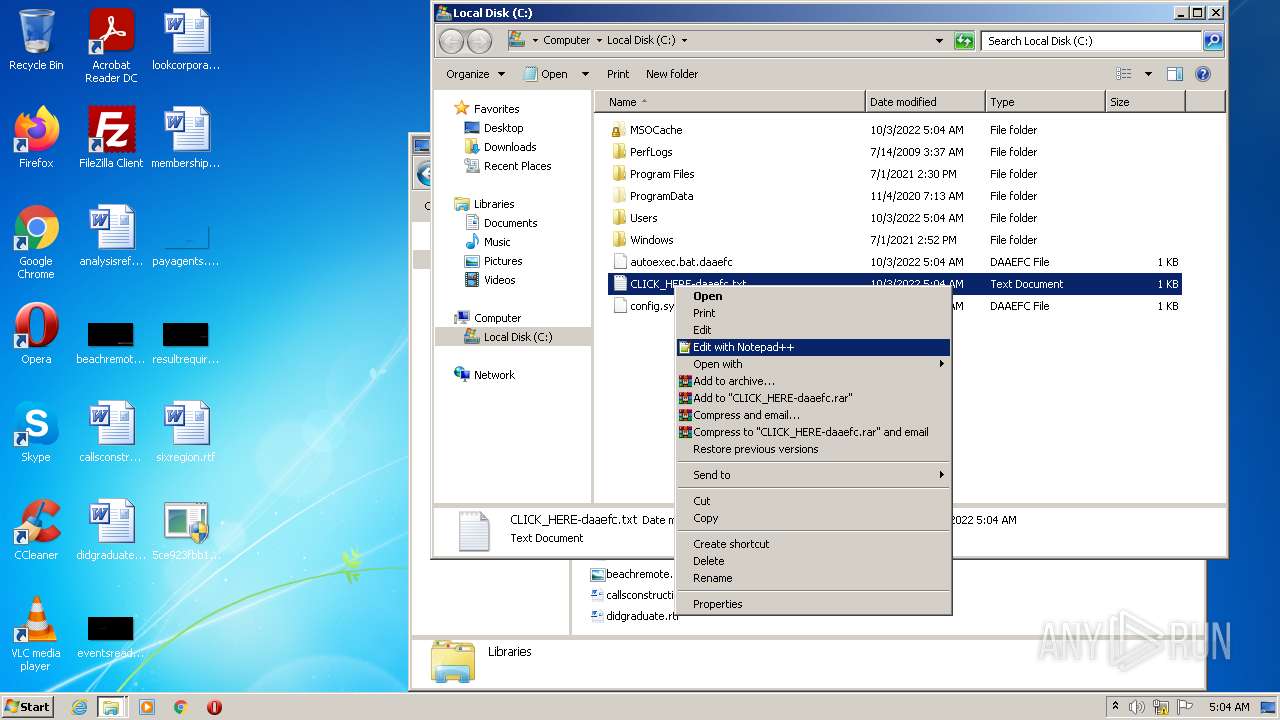 Recycle Bin
Acrobat
Reader DC
lookcorpora...
Firefox
FileZilla Client
membership...
Google
Chrome
analysisref...
payagents....
Opera
beachremot...
resultrequir...
Skype
callsconstr...
sixregion.rtf
CCleaner
didgraduate...
5ce923fbb1...
VLC media
player
eventsread...
Local Disk (C:)
Computer
Local Disk (C:)
Search Local Disk (C:)
Organize
Open
Print
New folder
Favorites
Desktop
Downloads
Recent Places
Libraries
Documents
Music
Pictures
Videos
Computer
Local Disk (C:)
Network
Name
Date modified
Type
Size
MSOCache
5:04 AM
File folder
PerfLogs
7/14/2009 3:37 AM
File folder
Program Files
7/1/2021 2:30 PM
File folder
ProgramData
11/4/2020 7:13 AM
File folder
Users
10/3/2022 5:04 AM
File folder
Windows
7/1/2021 2:52 PM
File folder
autoexec.bat.daaefc
10/3/2022 5:04 AM
DAAEFC File
1 KB
CLICK_HERE-daaefc.txt
10/3/2022 5:04 AM
Text Document
1 KB
config.sy
AM
DAAEFC File
1 KB
Open
Print
Edit
Edit with Notepad++
Open with
Add to archive...
Add to "CLICK_HERE-daaefc.rar"
Compress and email...
Compress to "CLICK_HERE-daaefc.rar" and email
Restore previous versions
Send to
Cut
Copy
Create shortcut
Delete
Rename
Properties
CLICK_HERE-daaefc.txt Date m
022 5:04 AM
Text Document
beachremote.
callsconstructi
didgraduate.rtf
Libraries
ANY RUN
Start
5:04 AM